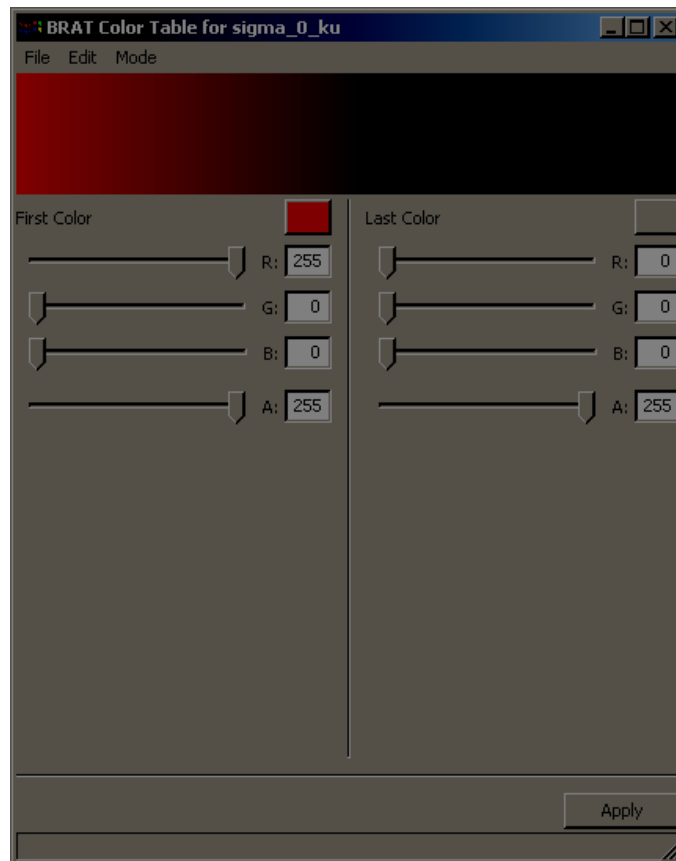 BRAT Color Table for sigma_0_ku
File Edit Mode
First Color
Last Color
R: 255
R: 0
G: 0
G: 0
B: 0
B: 0
A: 255
A: 255
Apply